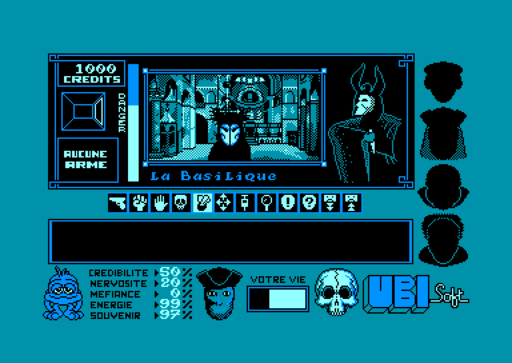 1000
CREDITS
DANGER
AUCUNE
ARME
La Basilique
! ?
CREDIBILITE 50%
NERVOSITE 20%
MEFIANCE 0%
ENERGIE 99%
SOUVENIR 97%
VOTRE VIE
UBI Soft